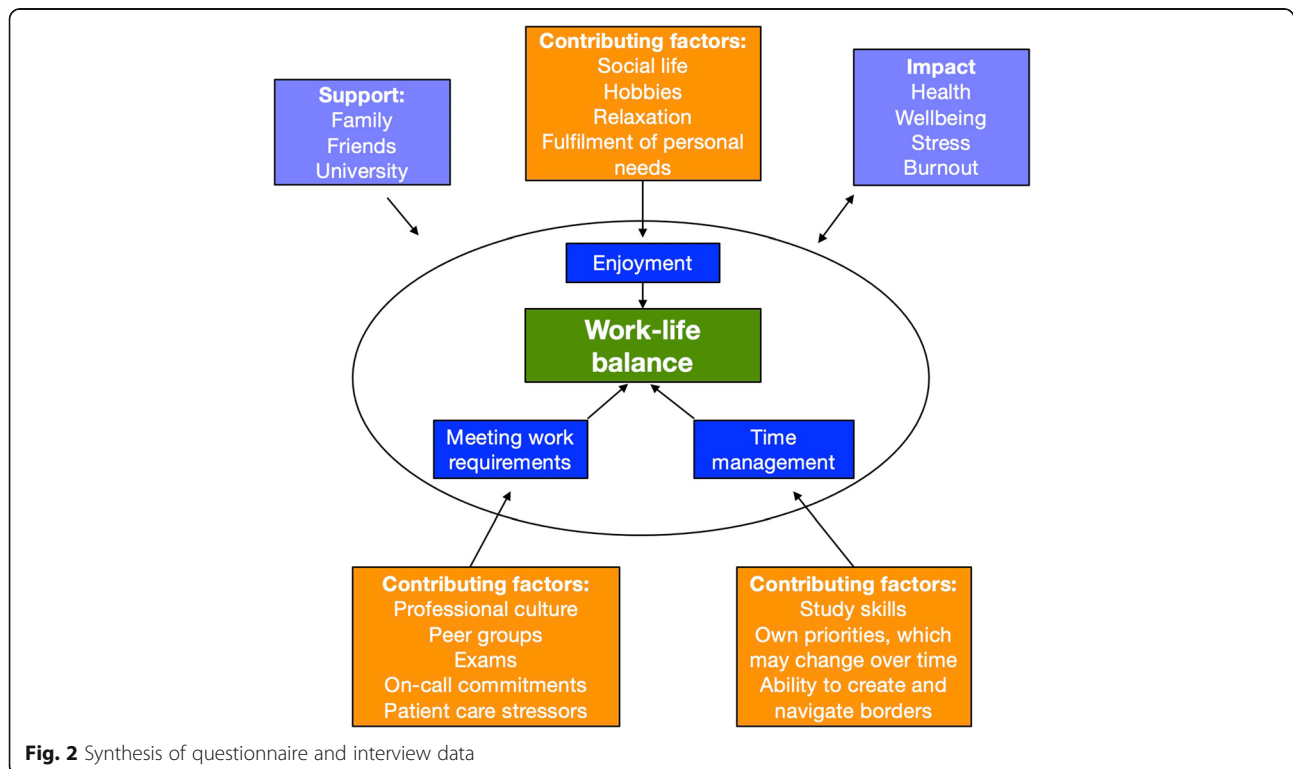 Contributing factors:
Social life
Hobbies
Relaxation
Fulfilment of personal
needs
Support:
Family
Friends
University
Impact
Health
Wellbeing
Stress
Burnout
Enjoyment
Work-life
balance
Meeting work
requirements
Time
management
Contributing factors:
Professional culture
Peer groups
Exams
On-call commitments
Patient care stressors
Contributing factors:
Study skills
Own priorities, which
may change over time
Ability to create and
navigate borders
Fig. 2 Synthesis of questionnaire and interview data